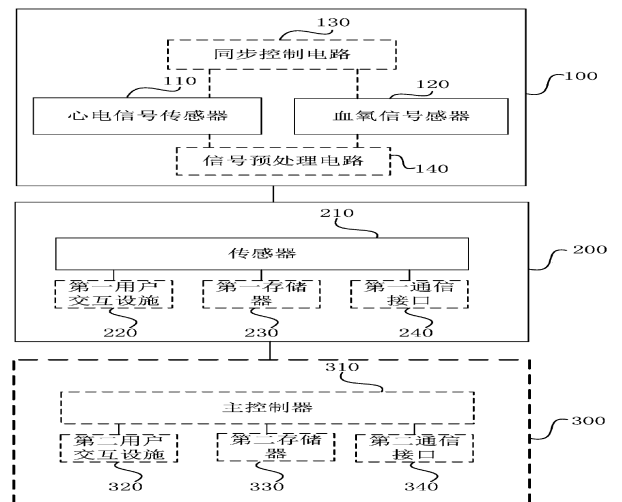 130
同步控制电路
110
120
100
心电信号传感器
血氧信号感器
信号预处理电路
140
210
传感器
200
第一用户
交互设施
第一存储
器
第一通信
接口
220
230
240
310
主控制器
300
第二用户
交互设施
第二存储
器
第二通信
接口
320
330
340